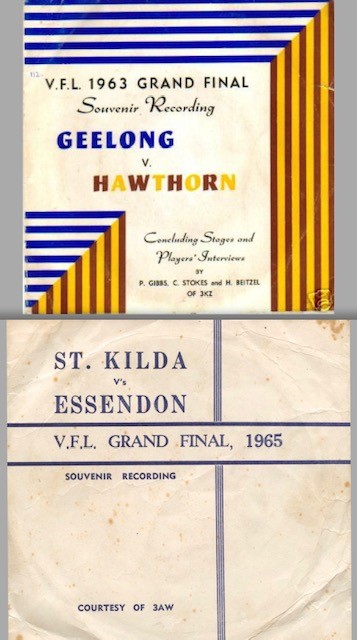 V.F.L. 1963 GRAND FINAL
Souvenir Recording
GEELONG
V.
HAWTHORN
Concluding Stages and
Players' Interviews
BY
P. GIBBS, C. STOKES and H. BEITZEL
OF 3KZ
ST. KILDA
V's
ESSENDON
V.F.L. GRAND FINAL, 1965
SOUVENIR RECORDING
COURTESY OF 3AW